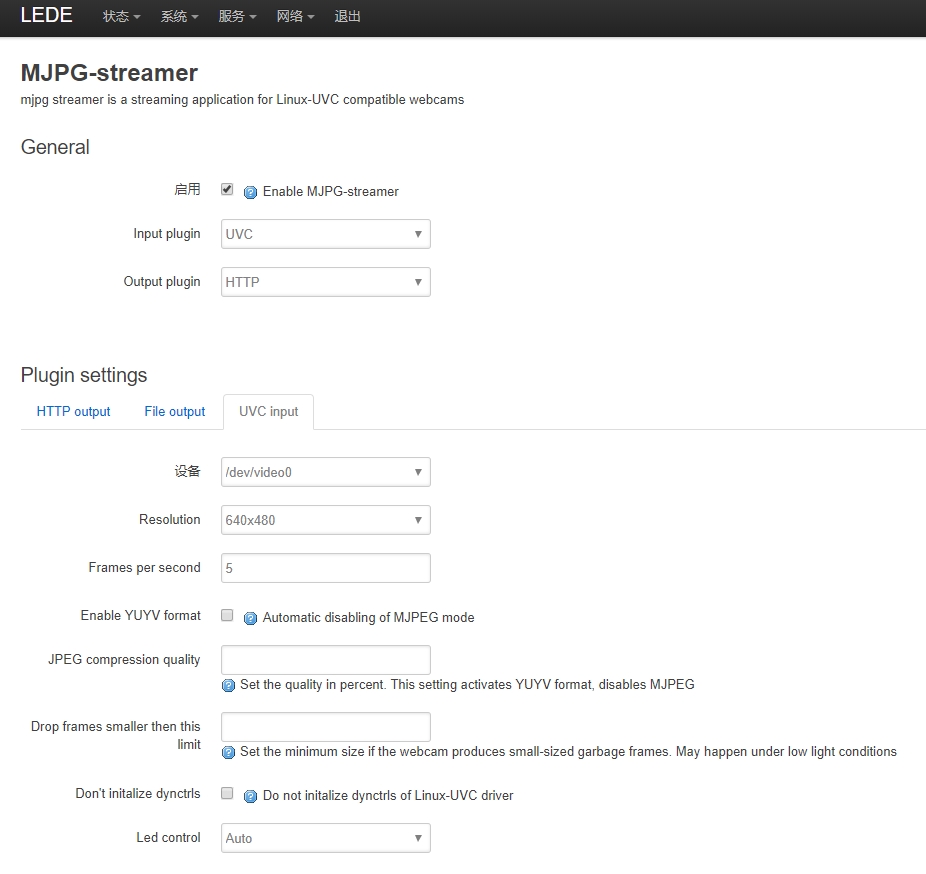 LEDE 状态 系统 服务 网络 退出
MJPG-streamer
mjpg streamer is a streaming application for Linux-UVC compatible webcams
General
启用 Enable MJPG-streamer
Input plugin UVC
Output plugin HTTP
Plugin settings
HTTP output File output UVC input
设备 /dev/video0
Resolution 640x480
Frames per second 5
Enable YUYV format Automatic disabling of MJPEG mode
JPEG compression quality
Set the quality in percent. This setting activates YUYV format, disables MJPEG
Drop frames smaller then this
limit
Set the minimum size if the webcam produces small-sized garbage frames. May happen under low light conditions
Don't initalize dynctrls Do not initalize dynctrls of Linux-UVC driver
Led control Auto